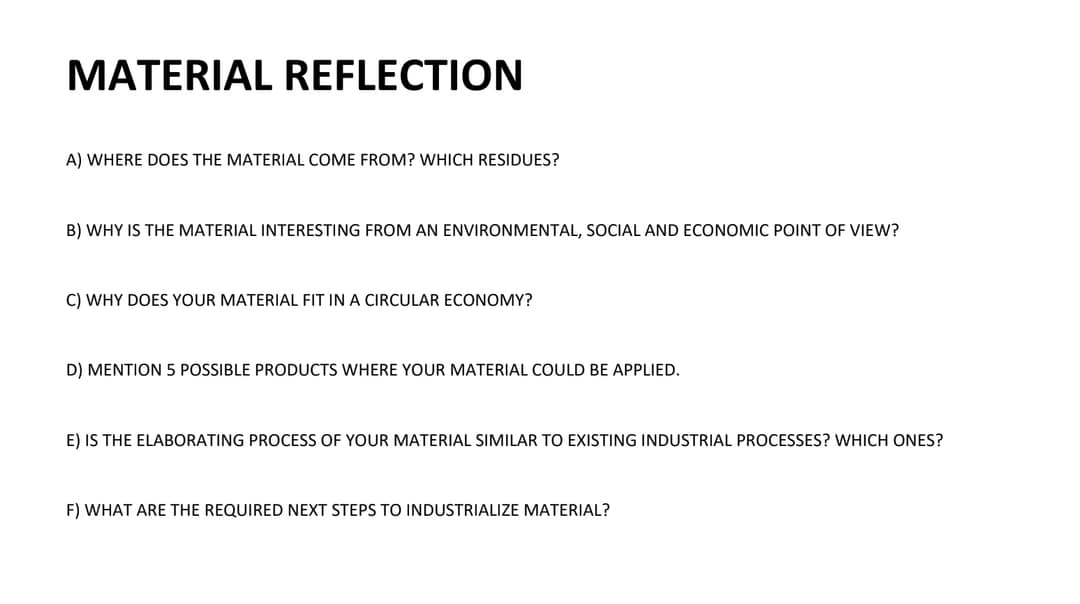 MATERIAL REFLECTION
A) WHERE DOES THE MATERIAL COME FROM? WHICH RESIDUES?
B) WHY IS THE MATERIAL INTERESTING FROM AN ENVIRONMENTAL, SOCIAL AND ECONOMIC POINT OF VIEW?
C) WHY DOES YOUR MATERIAL FIT IN A CIRCULAR ECONOMY?
D) MENTION 5 POSSIBLE PRODUCTS WHERE YOUR MATERIAL COULD BE APPLIED.
E) IS THE ELABORATING PROCESS OF YOUR MATERIAL SIMILAR TO EXISTING INDUSTRIAL PROCESSES? WHICH ONES?
F) WHAT ARE THE REQUIRED NEXT STEPS TO INDUSTRIALIZE MATERIAL?